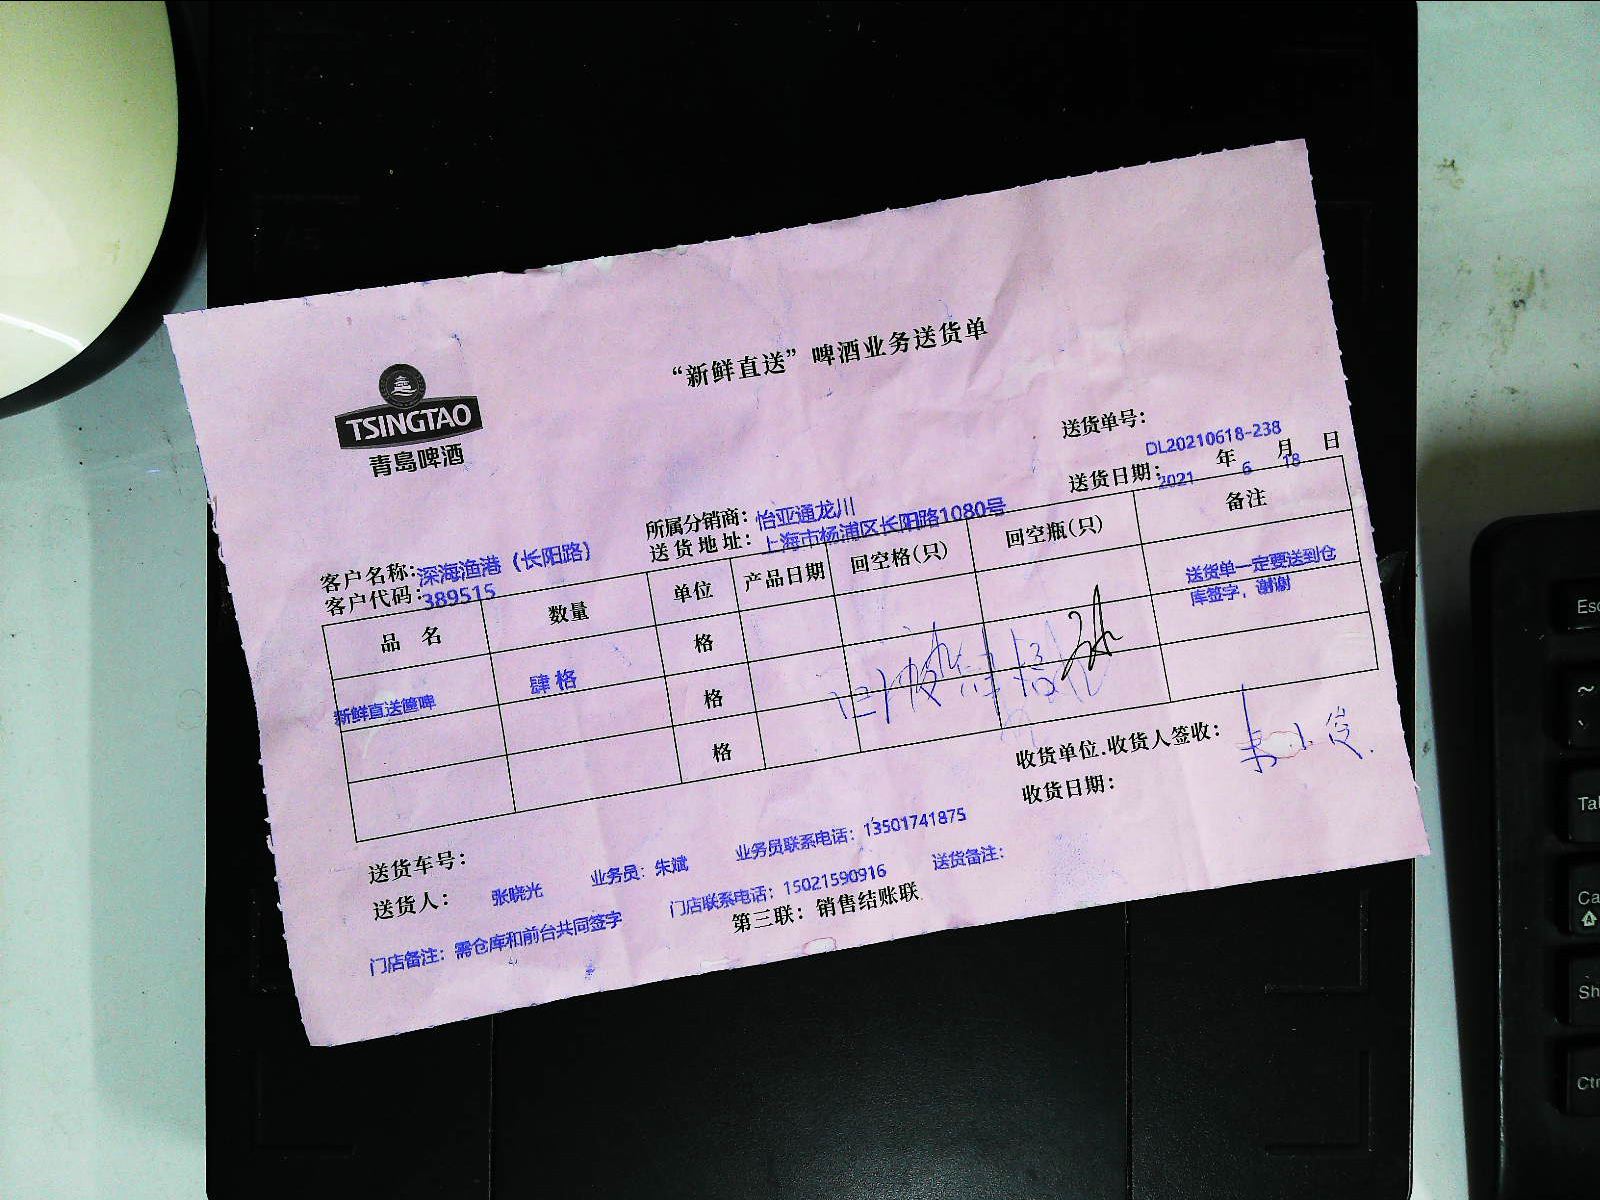 “新鲜直送”啤酒业务送货单
TSINGTAO
青岛啤酒
送货单号：
DL20210618-238
送货日期： 2021 年 6 月 18 日
所属分销商：怡亚通龙川
送货地址：上海市杨浦区长阳路1080号
客户名称：深海渔港（长阳路）
客户代码：389515
品 名 数量 单位 产品日期 回空格(只) 回空瓶(只) 备注
新鲜直送筐啤 肆格 格
格
格
送货单一定要送到仓
库签字，谢谢
收货单位.收货人签收：
收货日期：
送货车号：
送货人： 张晓光 业务员：朱斌 业务员联系电话：13501741875
门店备注：需仓库和前台共同签字 门店联系电话：15021590916 送货备注：
第三联：销售结账联
Esc
~
Tab
Ca
Sh
Ctr